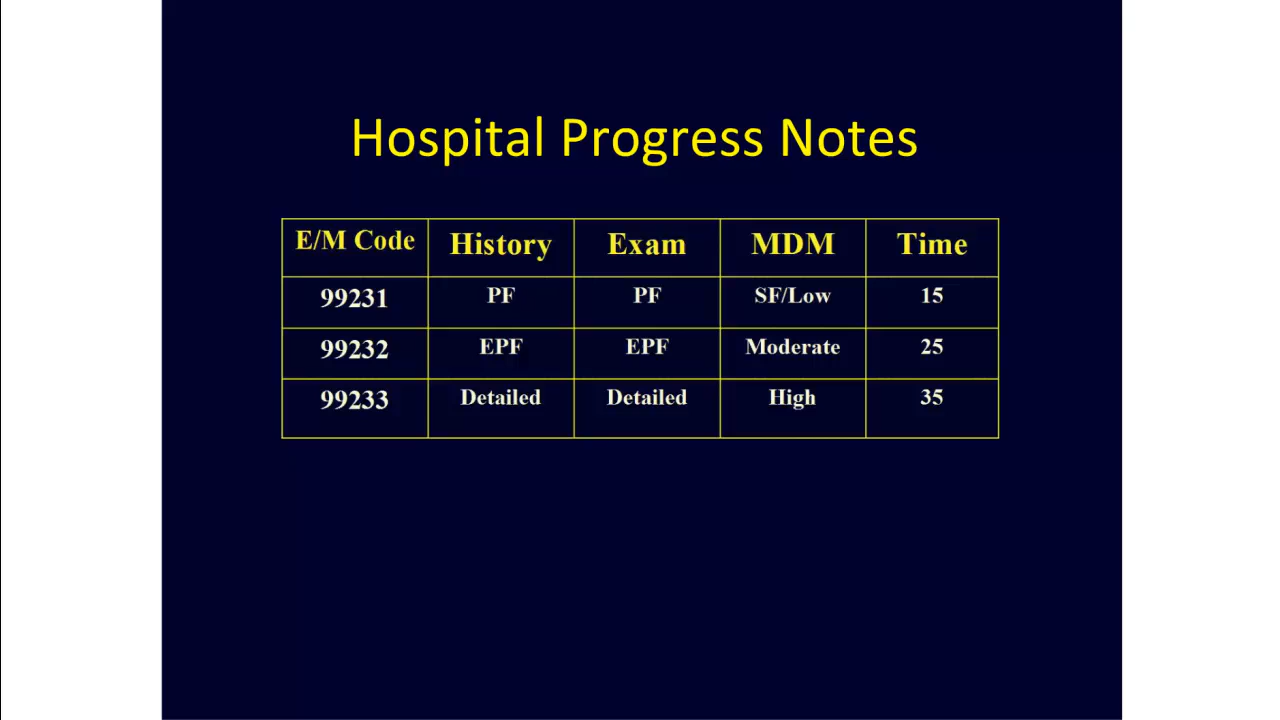 Hospital Progress Notes
E/M Code History Exam MDM Time
99231 PF PF SF/Low 15
99232 EPF EPF Moderate 25
99233 Detailed Detailed High 35